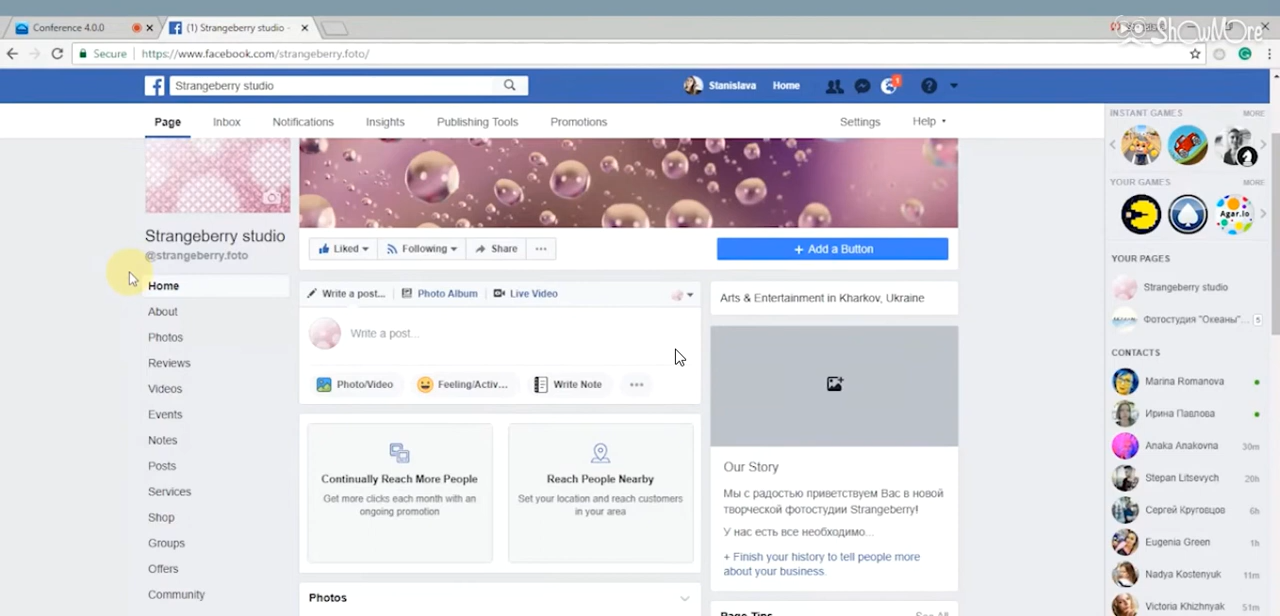 Conference 4.0.0
(1) Strangeberry studio -
ShowMore
Secure
https://www.facebook.com/strangeberry.foto/
Strangeberry studio
Stanislava
Home
Page
Inbox
Notifications
Insights
Publishing Tools
Promotions
Settings
Help
Strangeberry studio
@strangeberry.foto
Home
About
Photos
Reviews
Videos
Events
Notes
Posts
Services
Shop
Groups
Offers
Community
Liked
Following
Share
+ Add a Button
Write a post...
Photo Album
Live Video
Write a post...
Photo/Video
Feeling/Activ...
Write Note
Continually Reach More People
Get more clicks each month with an
ongoing promotion
Reach People Nearby
Set your location and reach customers
in your area
Photos
Arts & Entertainment in Kharkov, Ukraine
Our Story
Мы с радостью приветствуем Вас в новой
творческой фотостудии Strangeberry!
У нас есть все необходимо...
+ Finish your history to tell people more
about your business.
Page Tips
See All
INSTANT GAMES
MORE
YOUR GAMES
MORE
Agar.io
YOUR PAGES
Strangeberry studio
Фотостудия "Океаны"...
5
CONTACTS
Marina Romanova
Ирина Павлова
Anaka Anakovna
30m
Stepan Litsevych
20h
Сергей Круговцов
6h
Eugenia Green
1h
Nadya Kostenyuk
11m
Victoria Khizhnyak
21m